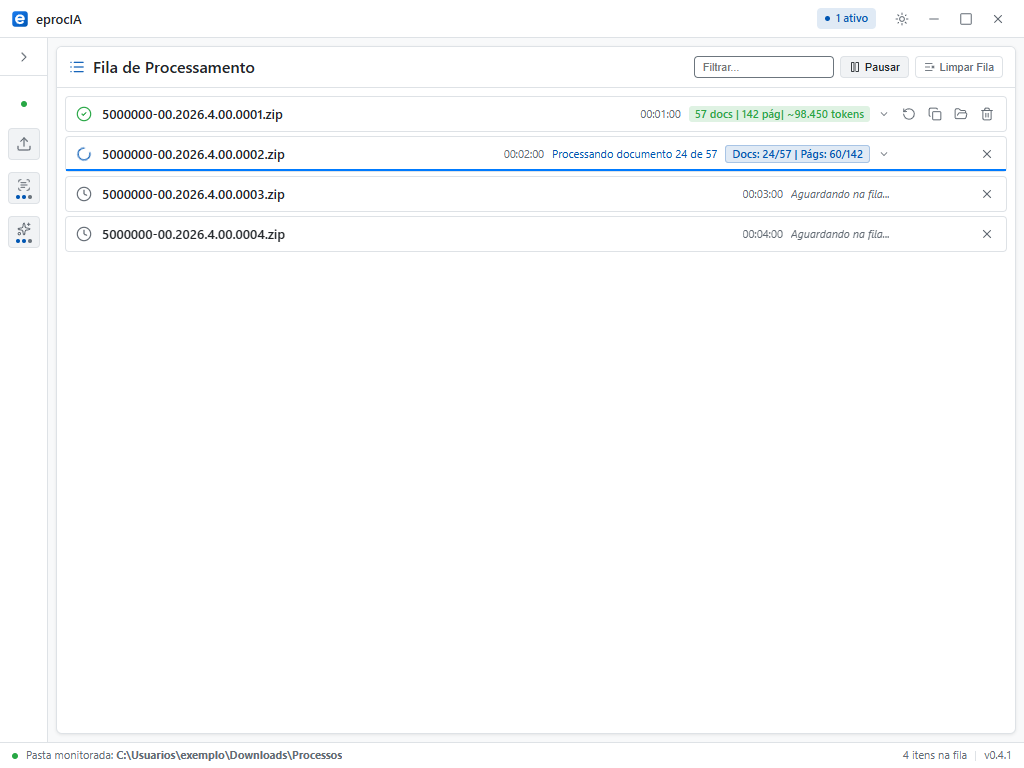 eprocIA
1 ativo
Fila de Processamento
Filtrar...
Pausar
Limpar Fila
5000000-00.2026.4.00.0001.zip 00:01:00 57 docs | 142 pág| ~98.450 tokens
5000000-00.2026.4.00.0002.zip 00:02:00 Processando documento 24 de 57 Docs: 24/57 | Págs: 60/142
5000000-00.2026.4.00.0003.zip 00:03:00 Aguardando na fila...
5000000-00.2026.4.00.0004.zip 00:04:00 Aguardando na fila...
Pasta monitorada: C:\Usuarios\exemplo\Downloads\Processos
4 itens na fila
v0.4.1